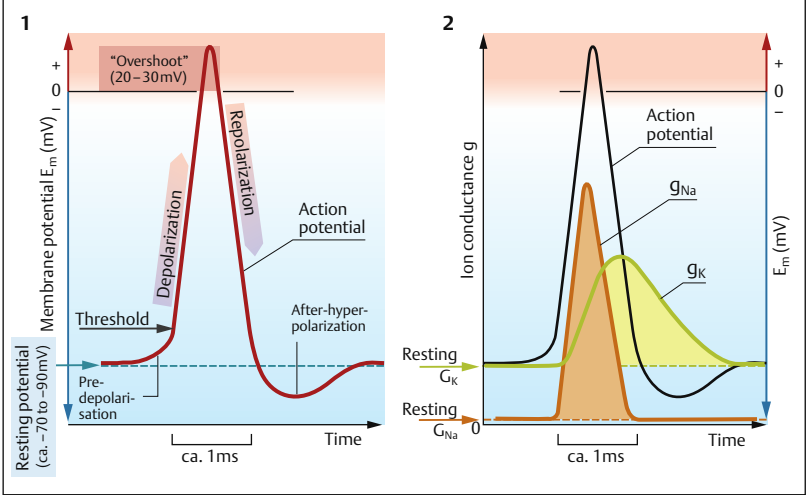 1
"Overshoot"
(20–30mV)
+
0
–
Membrane potential Em (mV)
Depolarization
Repolarization
Action
potential
Threshold
After-hyper-
polarization
Resting potential
(ca. –70 to –90mV)
Pre-
depolari-
sation
Time
ca. 1ms
2
Ion conductance g
Action
potential
gNa
gK
+
0
–
Em (mV)
Resting
GK
Resting
GNa
0
Time
ca. 1ms